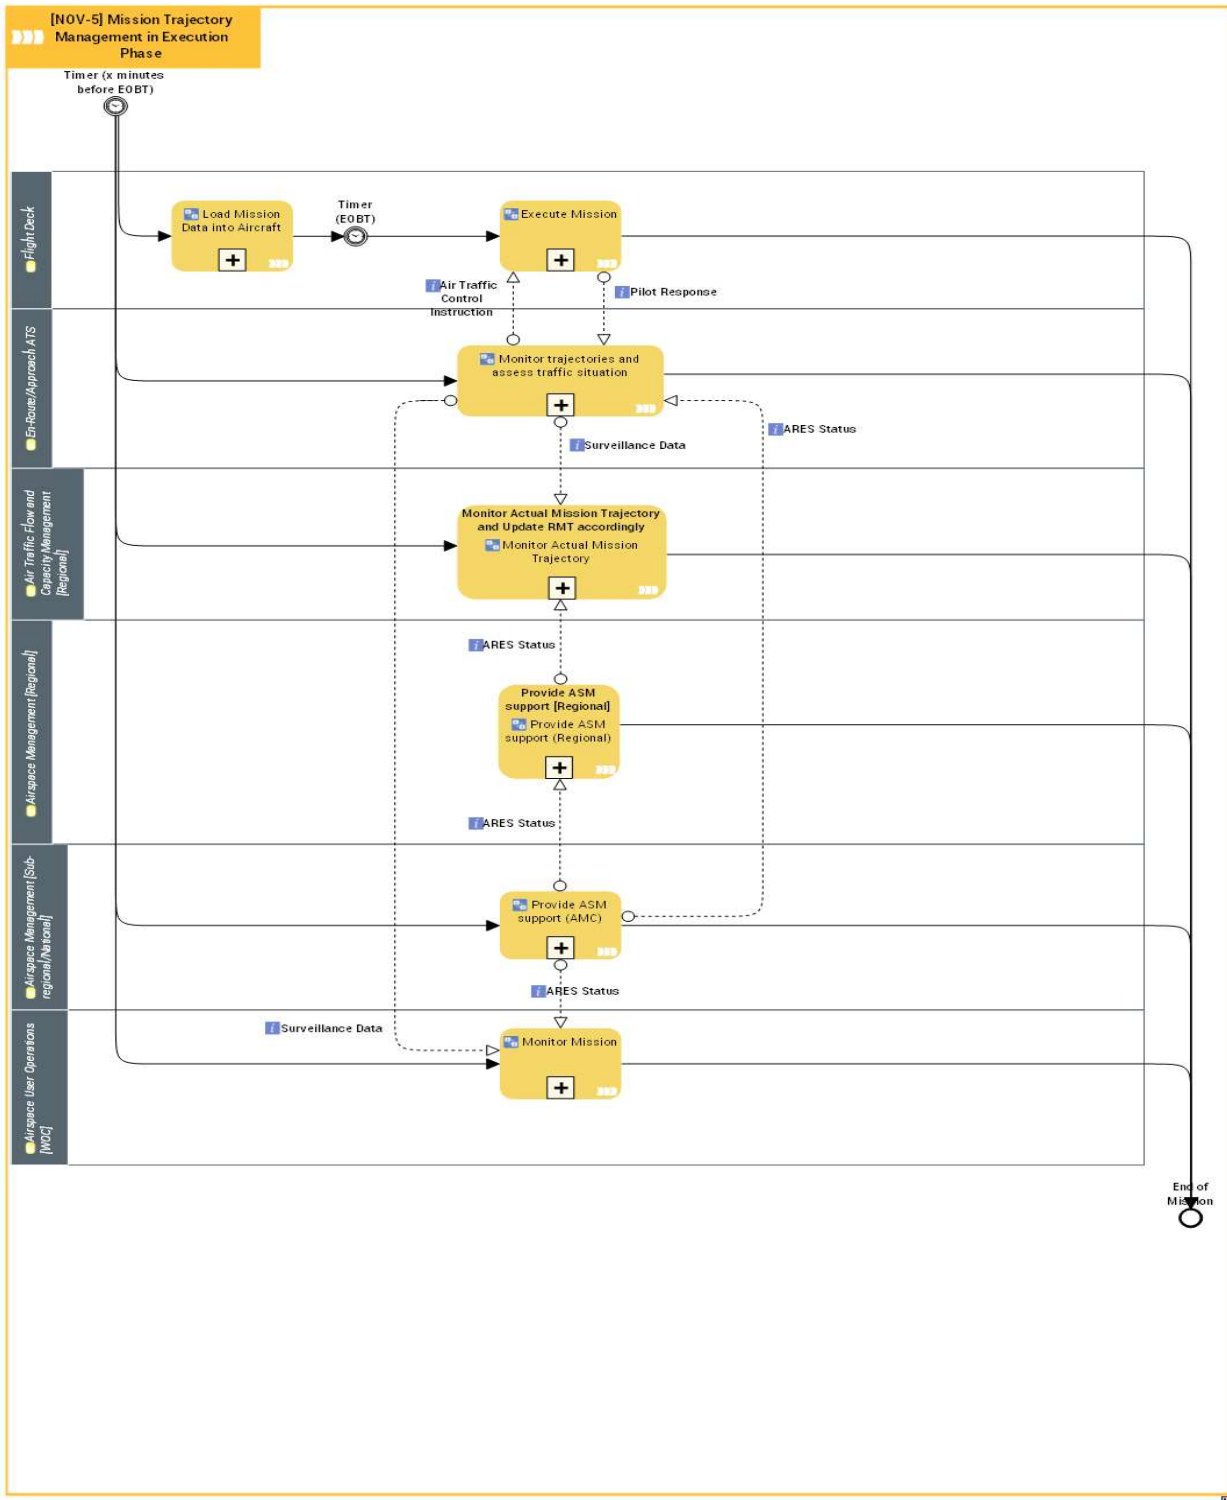 [NOV-5] Mission Trajectory
Management in Execution
Phase
Timer (x minutes
before EOBT)
Flight Deck
Load Mission
Data into Aircraft
Timer
(EOBT)
Execute Mission
Air Traffic
Control
Instruction
Pilot Response
En-Route/Approach ATS
Monitor trajectories and
assess traffic situation
ARES Status
Surveillance Data
Air Traffic Flow and
Capacity Management
[Regional]
Monitor Actual Mission Trajectory
and Update RMT accordingly
Monitor Actual Mission
Trajectory
ARES Status
Airspace Management [Regional]
Provide ASM
support [Regional]
Provide ASM
support (Regional)
ARES Status
Airspace Management [Sub-
regional/National]
Provide ASM
support (AMC)
ARES Status
Airspace User Operations
[WOC]
Surveillance Data
Monitor Mission
End of
Mission